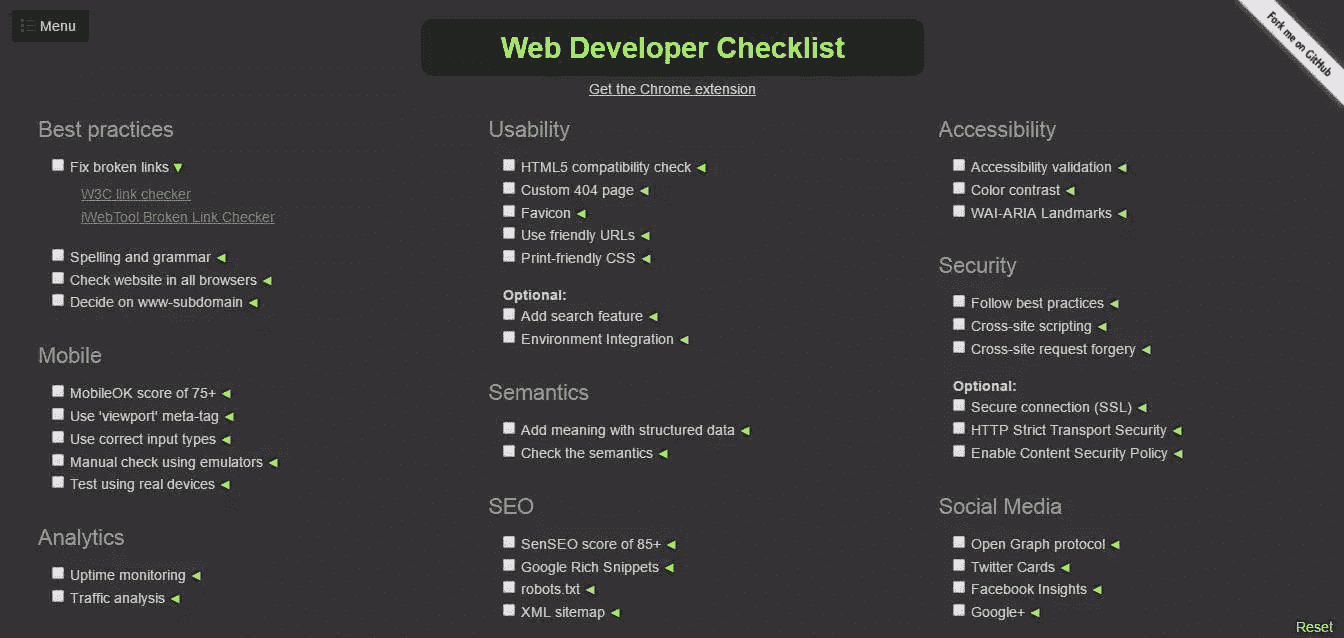 Menu
Web Developer Checklist
Fork me on GitHub
Get the Chrome extension
Best practices
Fix broken links
W3C link checker
iWebTool Broken Link Checker
Spelling and grammar
Check website in all browsers
Decide on www-subdomain
Mobile
MobileOK score of 75+
Use 'viewport' meta-tag
Use correct input types
Manual check using emulators
Test using real devices
Analytics
Uptime monitoring
Traffic analysis
Usability
HTML5 compatibility check
Custom 404 page
Favicon
Use friendly URLs
Print-friendly CSS
Optional:
Add search feature
Environment Integration
Semantics
Add meaning with structured data
Check the semantics
SEO
SenSEO score of 85+
Google Rich Snippets
robots.txt
XML sitemap
Accessibility
Accessibility validation
Color contrast
WAI-ARIA Landmarks
Security
Follow best practices
Cross-site scripting
Cross-site request forgery
Optional:
Secure connection (SSL)
HTTP Strict Transport Security
Enable Content Security Policy
Social Media
Open Graph protocol
Twitter Cards
Facebook Insights
Google+
Reset